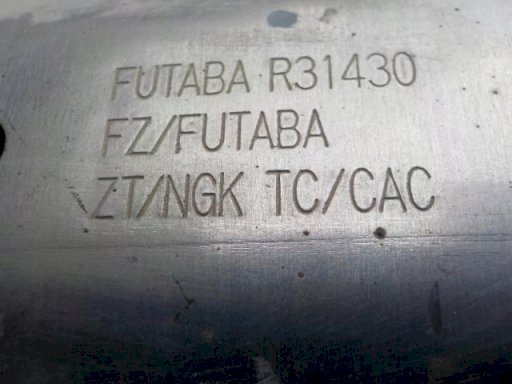 FUTABA R31430
FZ/FUTABA
ZT/NGK TC/CAC